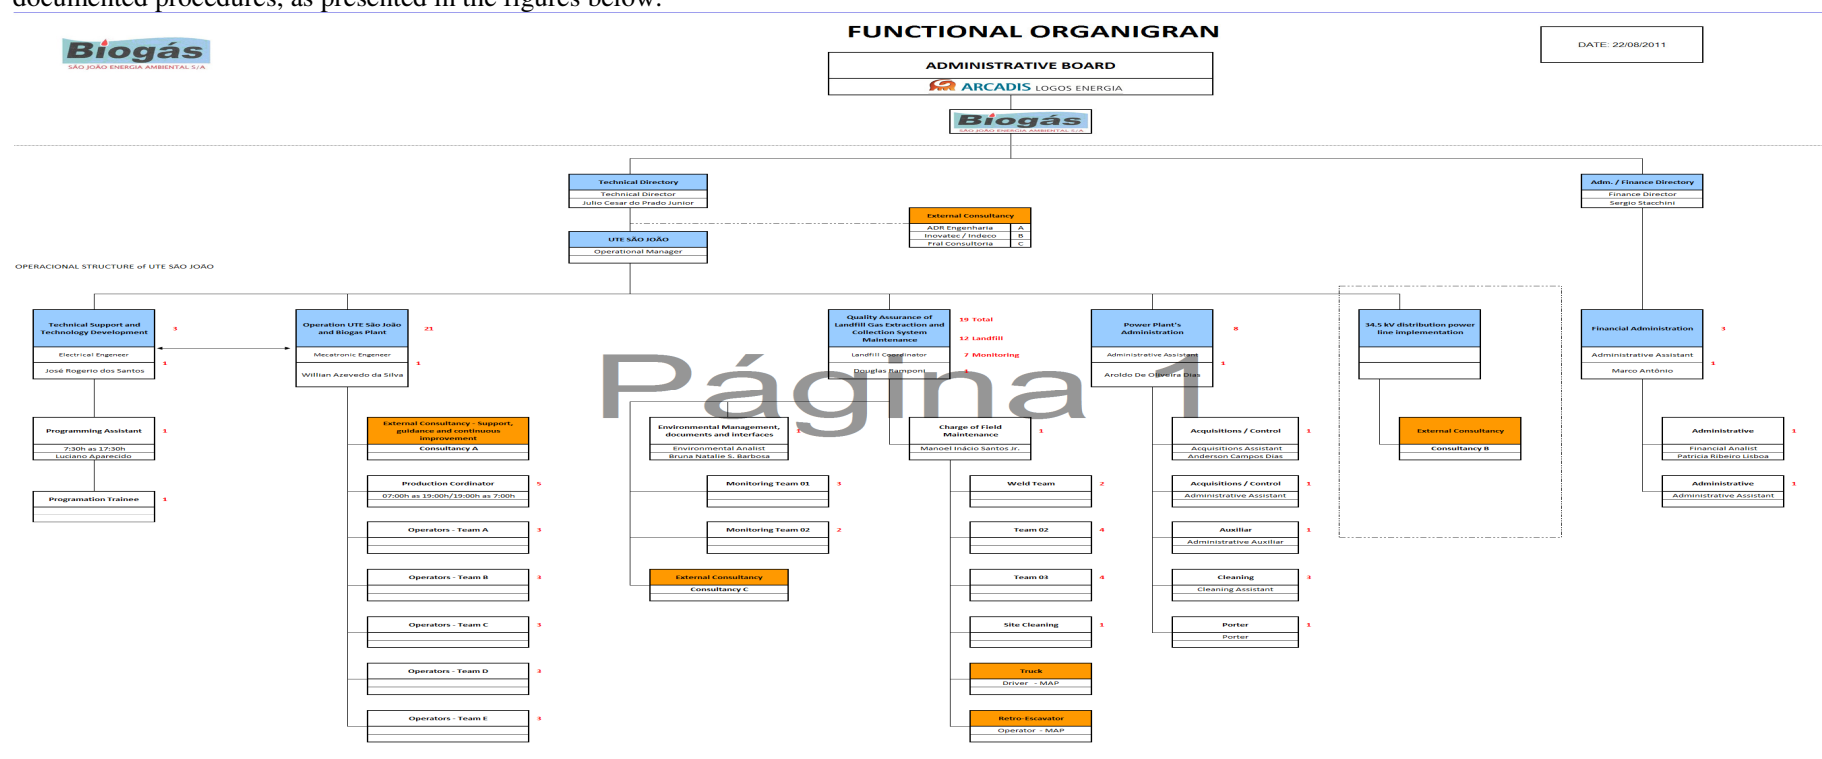 documented procedures, as presented in the figures below.
Biogás
SÃO JOÃO ENERGIA AMBIENTAL S/A
FUNCTIONAL ORGANIGRAN
DATE: 22/08/2011
ADMINISTRATIVE BOARD
ARCADIS LOGOS ENERGIA
Biogás
SÃO JOÃO ENERGIA AMBIENTAL S/A
Technical Directory
Technical Director
Julio Cesar do Prado Junior
Adm. / Finance Directory
Finance Director
Sergio Stacchini
External Consultancy
ADR Engenharia A
Inovatec / Indeco B
Fral Consultoria C
UTE SÃO JOÃO
Operational Manager
OPERACIONAL STRUCTURE of UTE SÃO JOÃO
Technical Support and
Technology Development
3
Electrical Engeneer
José Rogerio dos Santos
1
Programming Assistant
1
7:30h as 17:30h
Luciano Aparecido
Programation Trainee
1
Operation UTE São João
and Biogas Plant
21
Mecatronic Engeneer
Willian Azevedo da Silva
1
External Consultancy - Support,
guidance and continuous
improvement
Consultancy A
Production Cordinator
5
07:00h as 19:00h/19:00h as 7:00h
Operators - Team A
3
Operators - Team B
3
Operators - Team C
3
Operators - Team D
3
Operators - Team E
3
Quality Assurance of
Landfill Gas Extraction and
Collection System
Maintenance
19 Total
12 Landfill
7 Monitoring
Landfill Coordinator
Douglas Ramponi
1
Página 1
Environmental Management,
documents and interfaces
1
Environmental Analist
Bruna Natalie S. Barbosa
Monitoring Team 01
3
Monitoring Team 02
2
External Consultancy
Consultancy C
Charge of Field
Maintenance
1
Manoel Inácio Santos Jr.
Weld Team
2
Team 02
4
Team 03
4
Site Cleaning
1
Truck
Driver - MAP
Retro-Escavator
Operator - MAP
Power Plant's
Administration
8
Administrative Assistant
Aroldo De Oliveira Dias
1
Acquisitions / Control
1
Acquisitions Assistant
Anderson Campos Dias
Acquisitions / Control
1
Administrative Assistant
Auxiliar
1
Administrative Auxiliar
Cleaning
3
Cleaning Assistant
Porter
1
Porter
34.5 kV distribution power
line implementation
External Consultancy
Consultancy B
Financial Administration
3
Administrative Assistant
Marco Antônio
1
Administrative
1
Financial Analist
Patricia Ribeiro Lisboa
Administrative
1
Administrative Assistant